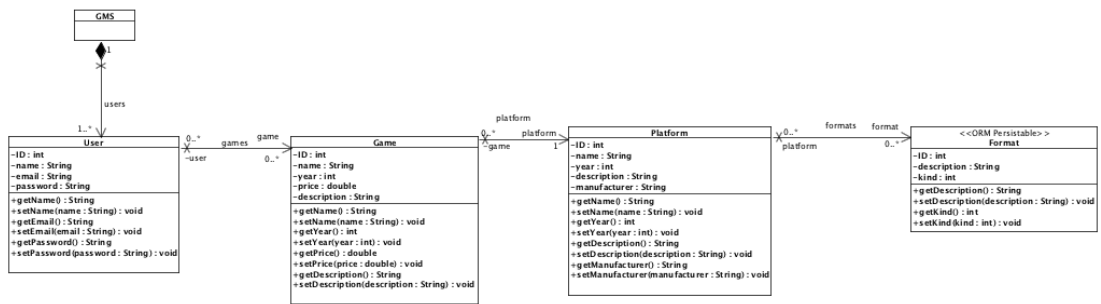 GMS
1
users
1..*
User
-ID : int
-name : String
-email : String
-password : String
+getName() : String
+setName(name : String) : void
+getEmail() : String
+setEmail(email : String) : void
+getPassword() : String
+setPassword(password : String) : void
0..*
game
games
-user
0..*
Game
-ID : int
-name : String
-year : int
-price : double
-description : String
+getName() : String
+setName(name : String) : void
+getYear() : int
+setYear(year : int) : void
+getPrice() : double
+setPrice(price : double) : void
+getDescription() : String
+setDescription(description : String) : void
platform
0..*
platform
-game
1
Platform
-ID : int
-name : String
-year : int
-description : String
-manufacturer : String
+getName() : String
+setName(name : String) : void
+getYear() : int
+setYear(year : int) : void
+getDescription() : String
+setDescription(description : String) : void
+getManufacturer() : String
+setManufacturer(manufacturer : String) : void
formats
format
0..*
platform
0..*
<<ORM Persistable> >
Format
-ID : int
-description : String
-kind : int
+getDescription() : String
+setDescription(description : String) : void
+getKind() : int
+setKind(kind : int) : void